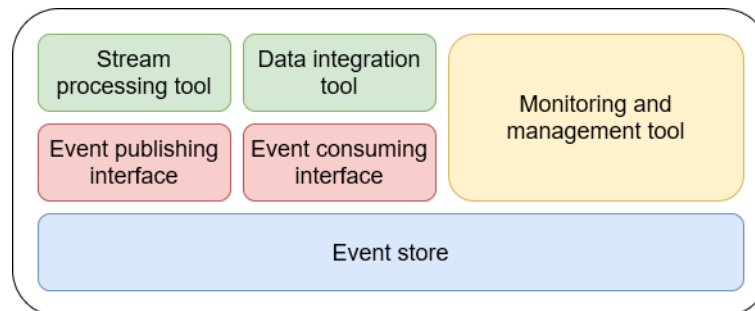 Stream
processing tool
Data integration
tool
Monitoring and
management tool
Event publishing
interface
Event consuming
interface
Event store